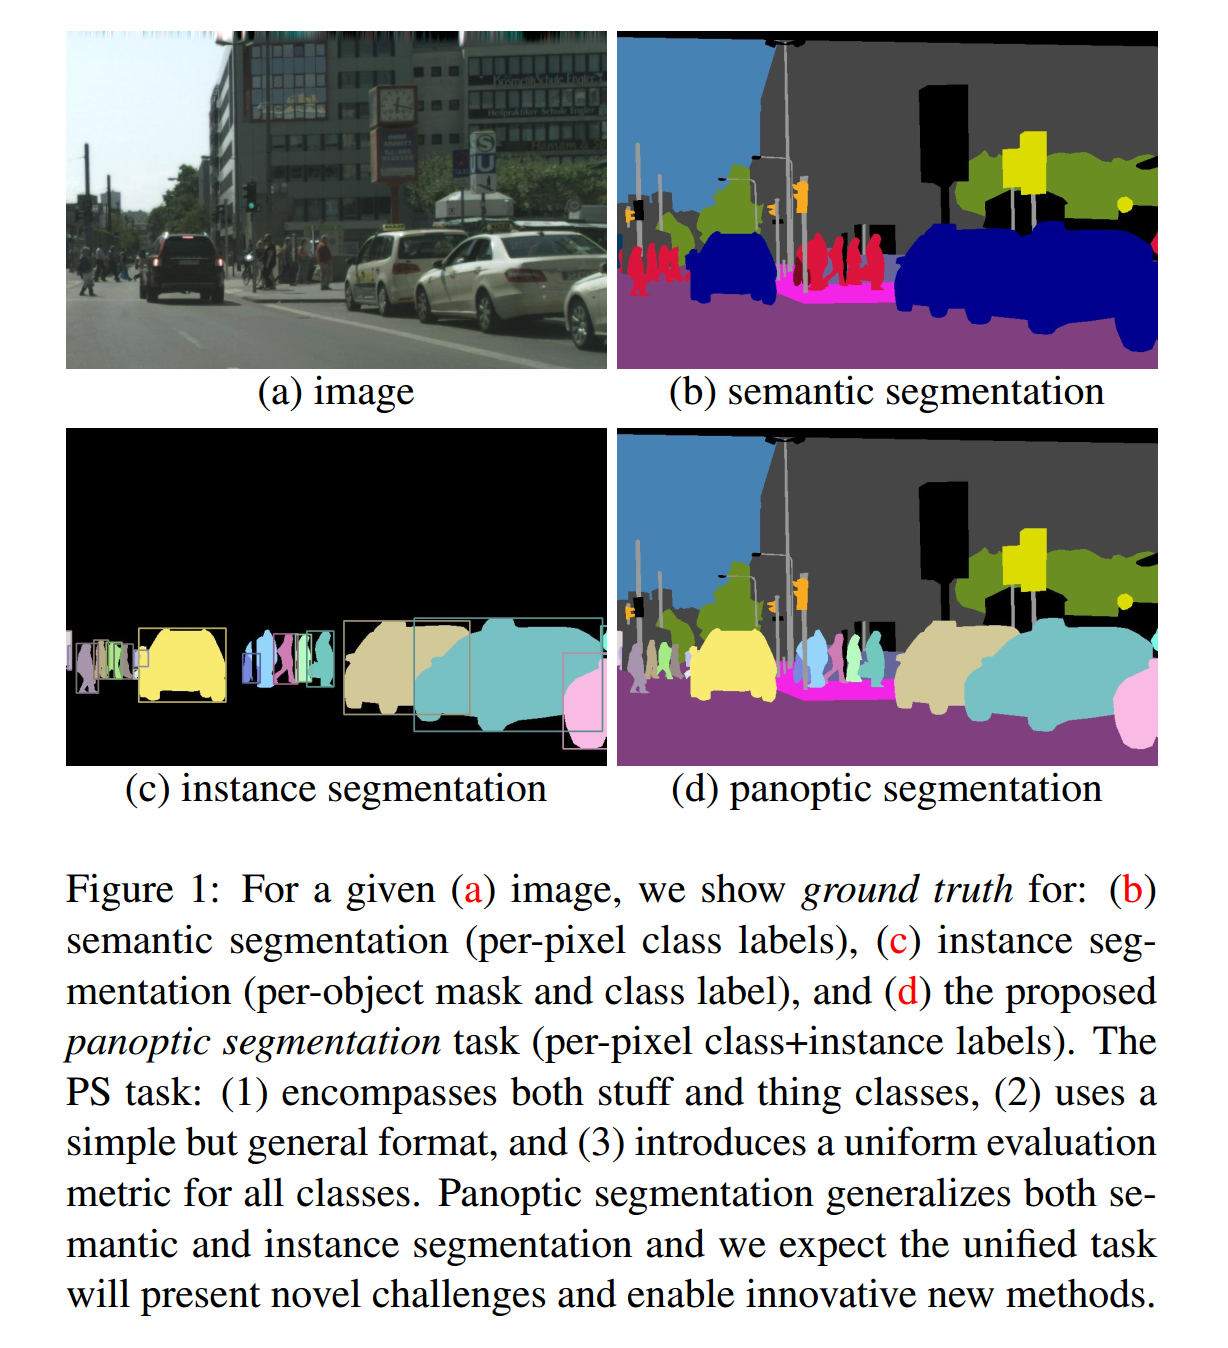 S
U
(a) image
(b) semantic segmentation
(c) instance segmentation
(d) panoptic segmentation
Figure 1: For a given (a) image, we show ground truth for: (b)
semantic segmentation (per-pixel class labels), (c) instance seg-
mentation (per-object mask and class label), and (d) the proposed
panoptic segmentation task (per-pixel class+instance labels). The
PS task: (1) encompasses both stuff and thing classes, (2) uses a
simple but general format, and (3) introduces a uniform evaluation
metric for all classes. Panoptic segmentation generalizes both se-
mantic and instance segmentation and we expect the unified task
will present novel challenges and enable innovative new methods.